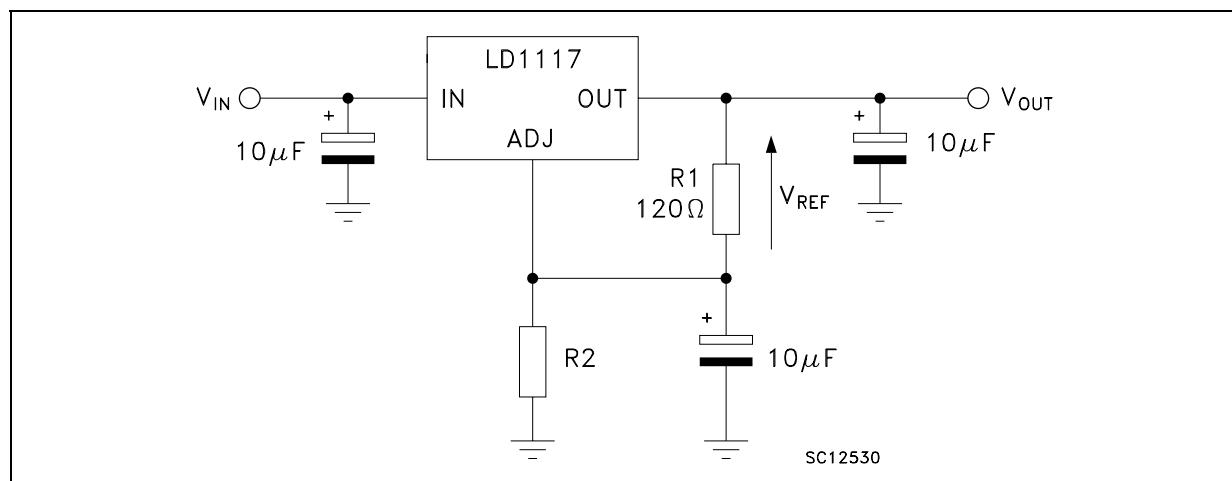 LD1117
V_IN
IN
OUT
V_OUT
+
10μF
ADJ
+
10μF
R1
120Ω
V_REF
+
R2
10μF
SC12530